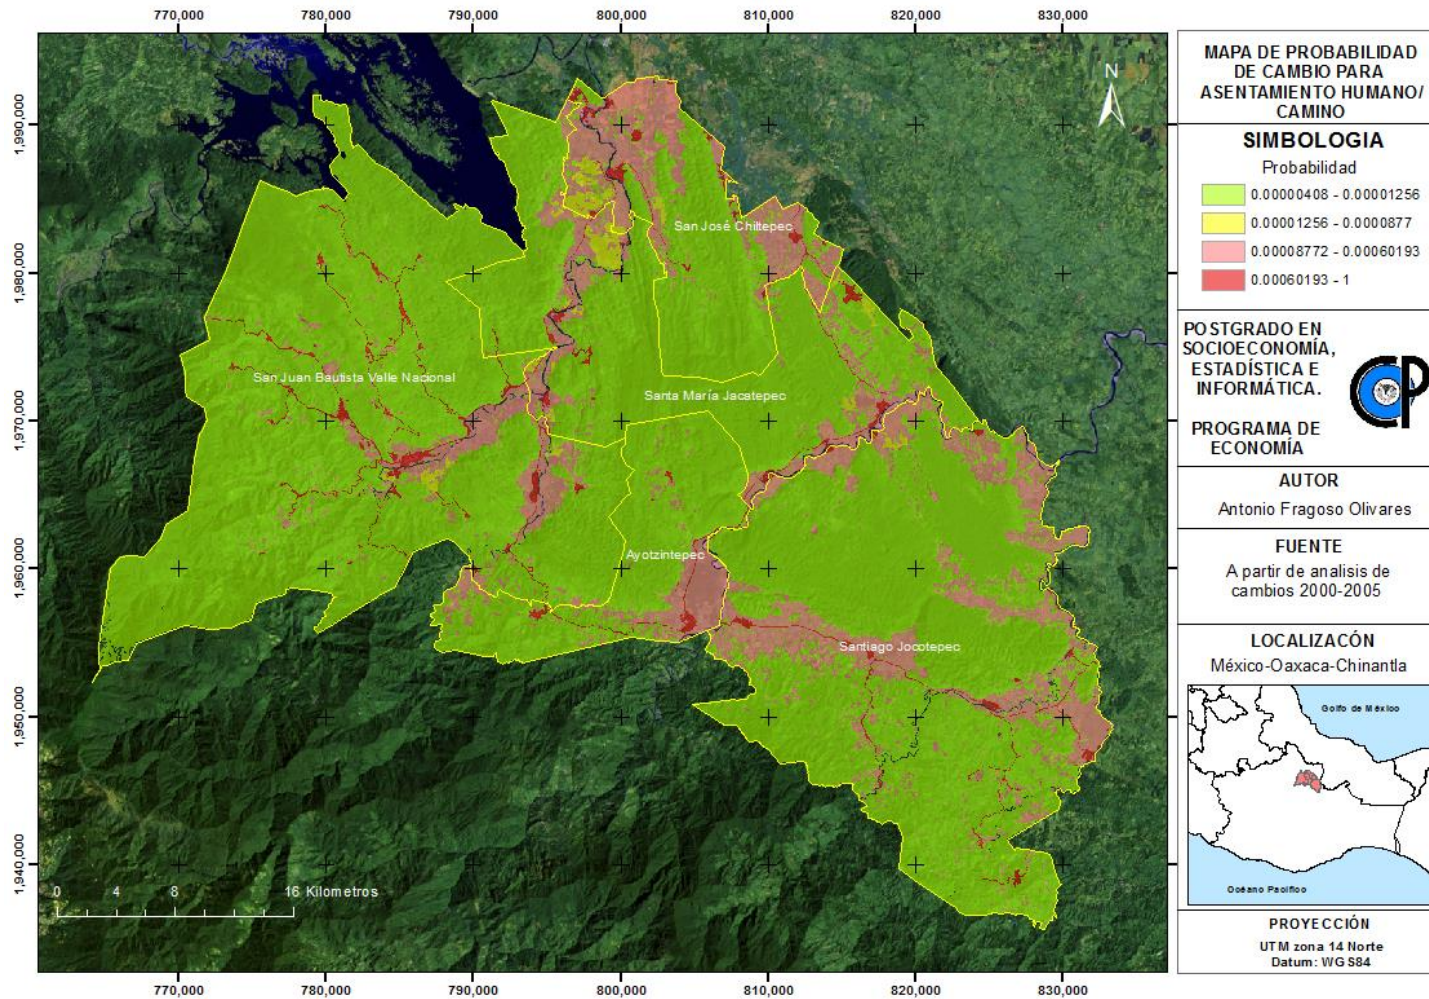 770,000 780,000 790,000 800,000 810,000 820,000 830,000
1,990,000
1,980,000
1,970,000
1,960,000
1,950,000
1,940,000
N
San José Chiltepec
San Juan Bautista Valle Nacional
Santa María Jacatepec
Ayotzintepec
Santiago Jocotepec
0 4 8 16 Kilometros
770,000 780,000 790,000 800,000 810,000 820,000 830,000
MAPA DE PROBABILIDAD
DE CAMBIO PARA
ASENTAMIENTO HUMANO/
CAMINO
SIMBOLOGIA
Probabilidad
0.00000408 - 0.00001256
0.00001256 - 0.0000877
0.00008772 - 0.00060193
0.00060193 - 1
POSTGRADO EN
SOCIOECONOMÍA,
ESTADÍSTICA E
INFORMÁTICA.
PROGRAMA DE
ECONOMÍA
CP
AUTOR
Antonio Fragoso Olivares
FUENTE
A partir de analisis de
cambios 2000-2005
LOCALIZACÓN
México-Oaxaca-Chinantla
Golfo de México
Océano Pacífico
PROYECCIÓN
UTM zona 14 Norte
Datum: WGS84